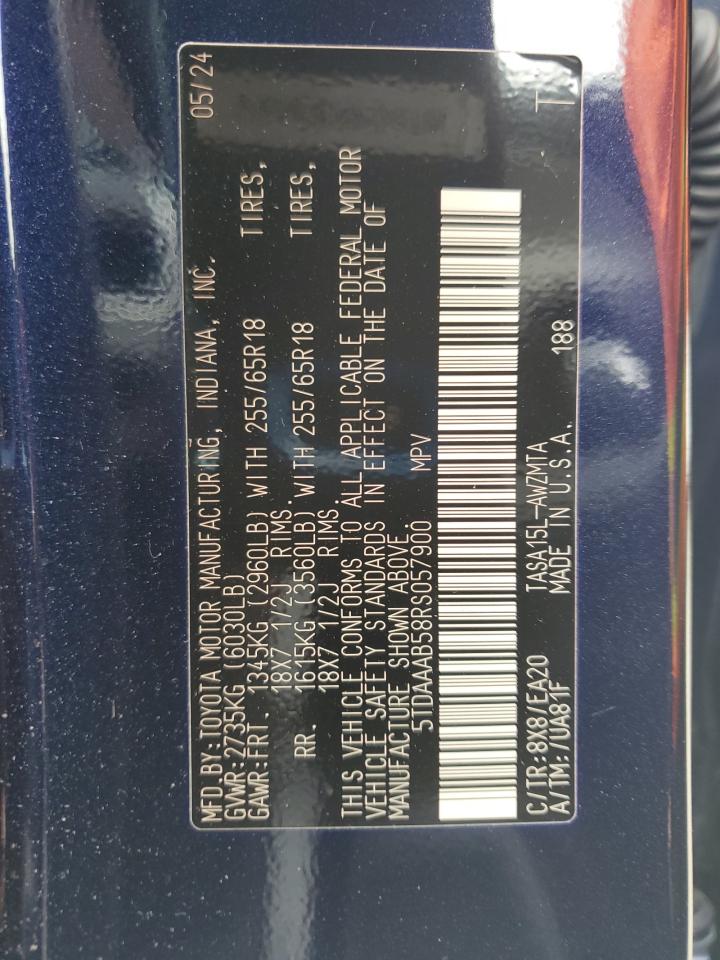 MFD BY:TOYOTA MOTOR MANUFACTURING, INDIANA, INC. 05/24
GVWR:2735KG (6030LB)
GAWR:FRT. 1345KG (2960LB) WITH 255/65R18 TIRES,
18X7 1/2J RIMS.
RR. 1615KG (3560LB) WITH 255/65R18 TIRES,
18X7 1/2J RIMS.
THIS VEHICLE CONFORMS TO ALL APPLICABLE FEDERAL MOTOR
VEHICLE SAFETY STANDARDS IN EFFECT ON THE DATE OF
MANUFACTURE SHOWN ABOVE
5TDAAAB58RS057900 MPV
C/TR:8X8/EA20 TASA15L-AWZMTA T
A/TM:/UA81F MADE IN U.S.A. 188